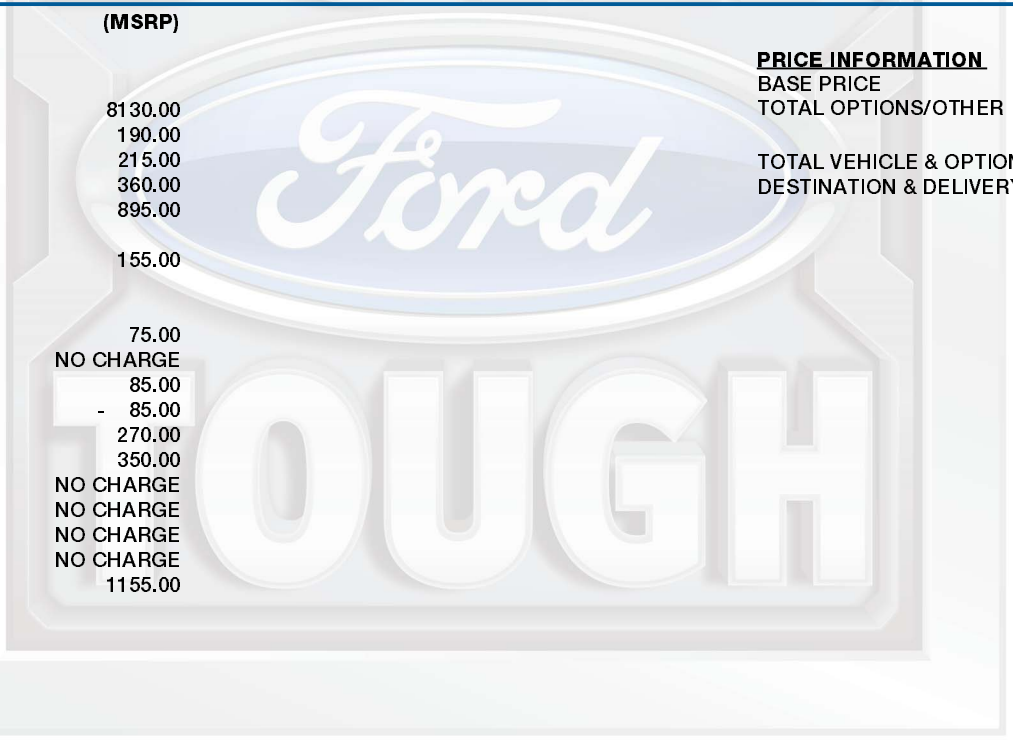 (MSRP)
8130.00
190.00
215.00
360.00
895.00
155.00
75.00
NO CHARGE
85.00
- 85.00
270.00
350.00
NO CHARGE
NO CHARGE
NO CHARGE
NO CHARGE
1155.00
PRICE INFORMATION
BASE PRICE
TOTAL OPTIONS/OTHER
TOTAL VEHICLE & OPTION
DESTINATION & DELIVERY
Ford
TOUGH